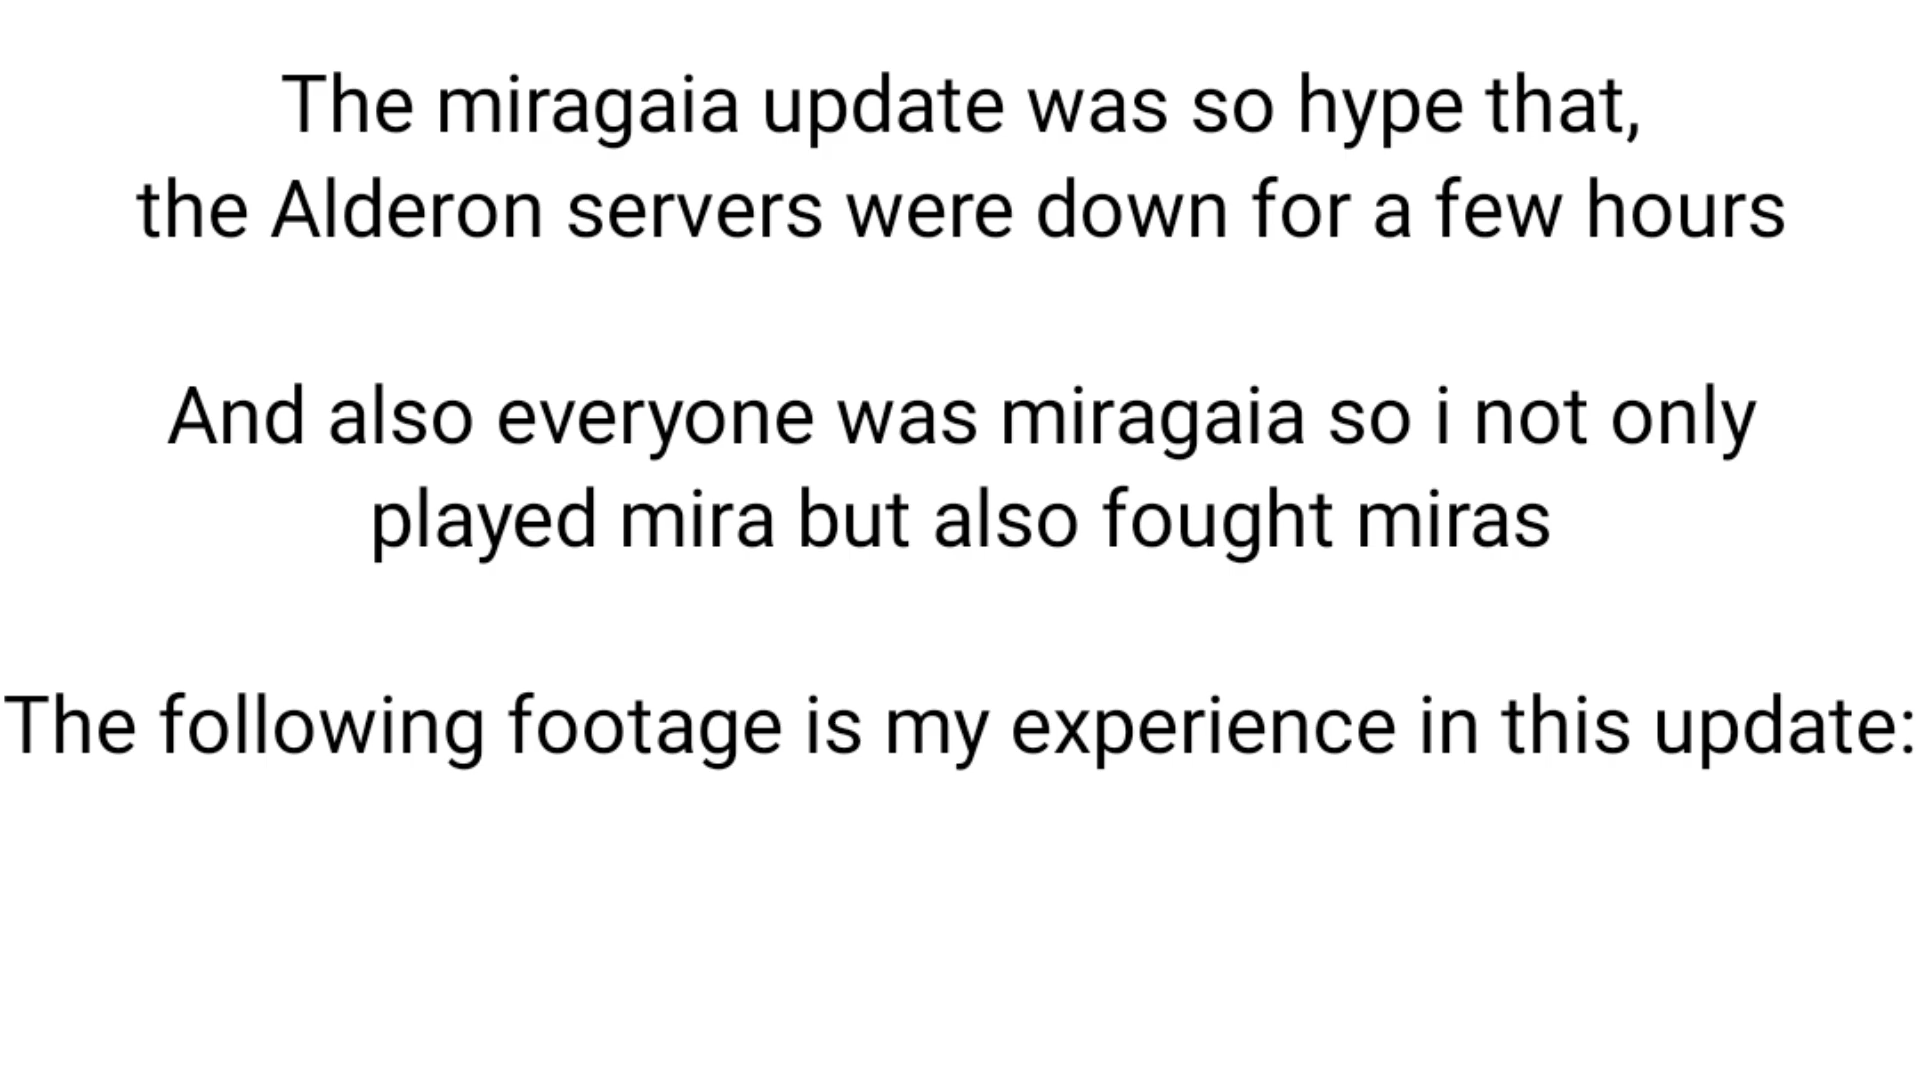 The miragaia update was so hype that,
the Alderon servers were down for a few hours
And also everyone was miragaia so i not only
played mira but also fought miras
The following footage is my experience in this update: